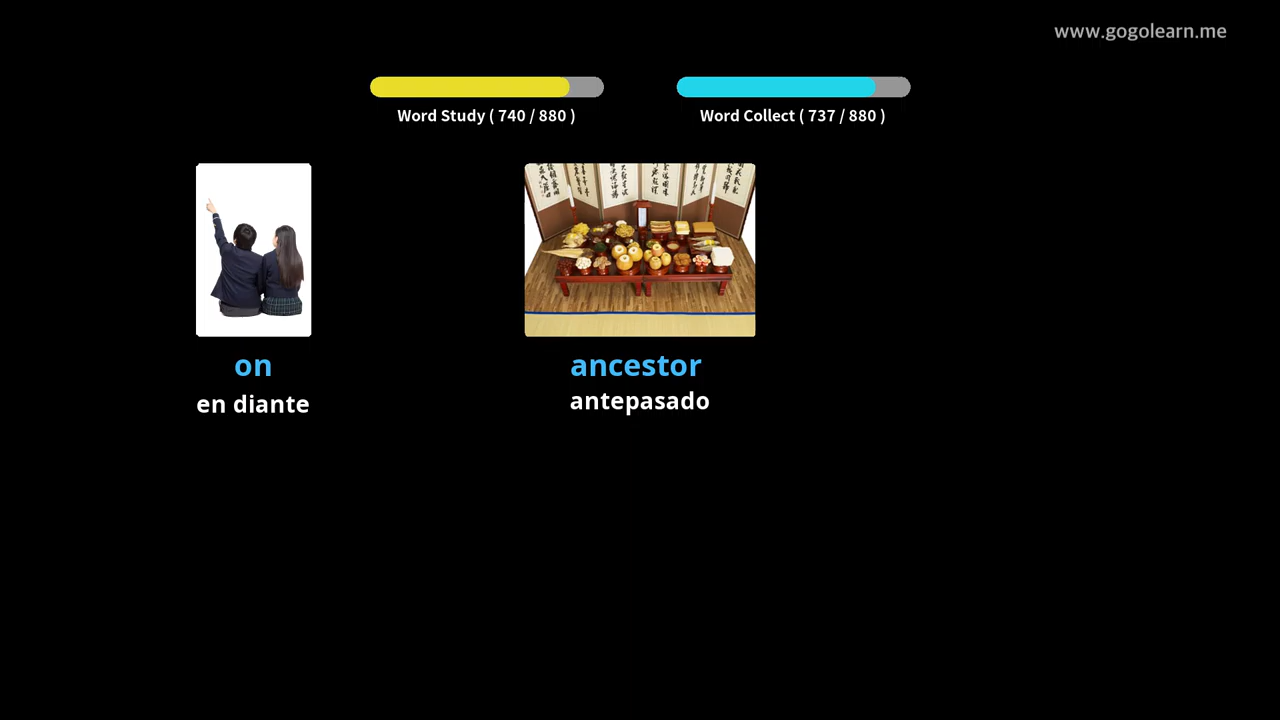 www.gogolearn.me
Word Study ( 740 / 880 )
Word Collect ( 737 / 880 )
on
en diante
ancestor
antepasado